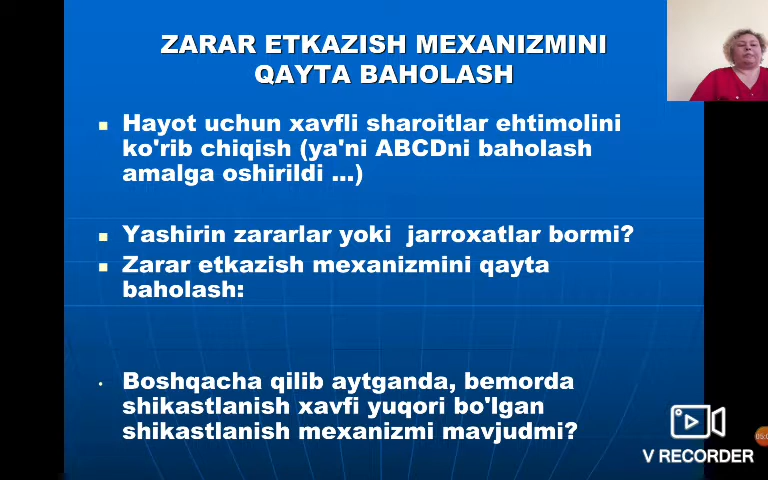 ZARAR ETKAZISH MEXANIZMINI
QAYTA BAHOLASH
Hayot uchun xavfli sharoitlar ehtimolini
ko'rib chiqish (ya'ni ABCDni baholash
amalga oshirildi ...)
Yashirin zararlar yoki jarroxatlar bormi?
Zarar etkazish mexanizmini qayta
baholash:
Boshqacha qilib aytganda, bemorda
shikastlanish xavfi yuqori bo'lgan
shikastlanish mexanizmi mavjudmi?
V RECORDER